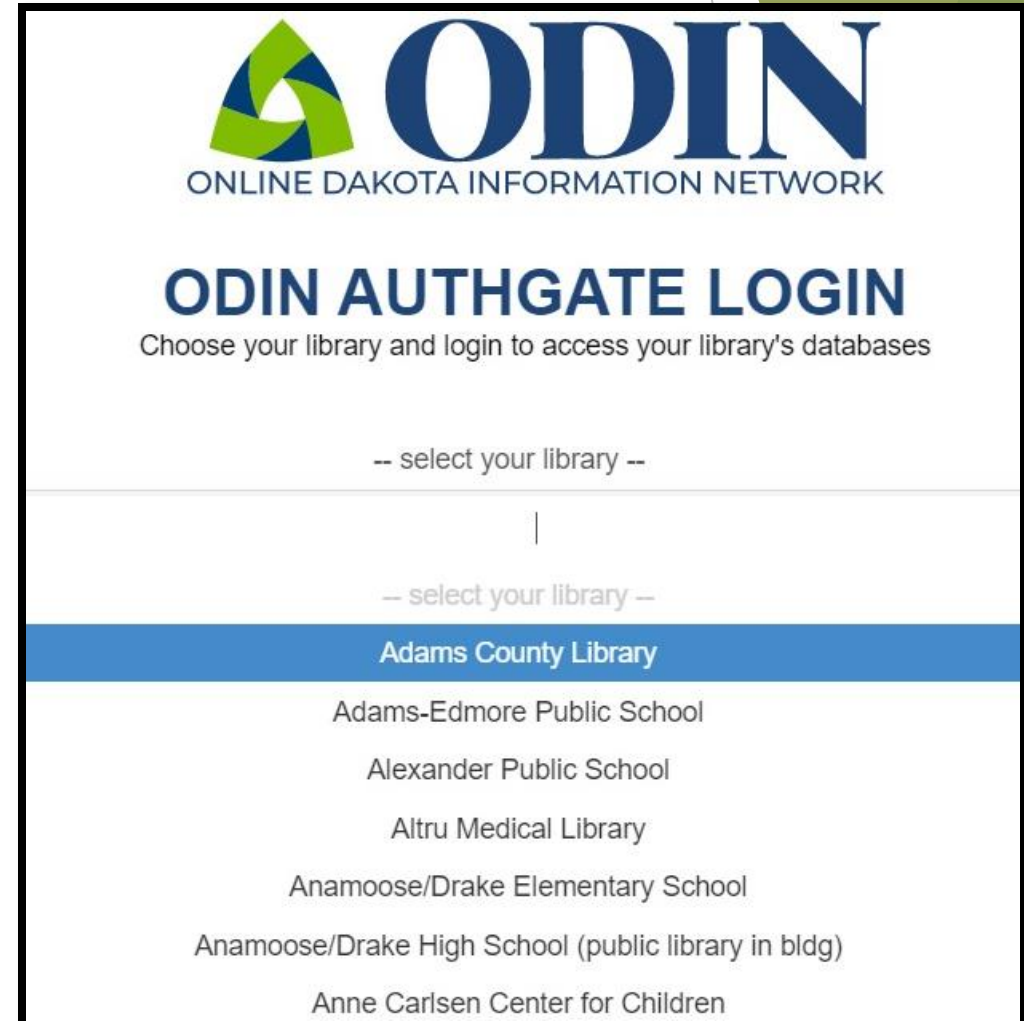 ODIN
ONLINE DAKOTA INFORMATION NETWORK
ODIN AUTHGATE LOGIN
Choose your library and login to access your library's databases
-- select your library --
-- select your library --
Adams County Library
Adams-Edmore Public School
Alexander Public School
Altru Medical Library
Anamoose/Drake Elementary School
Anamoose/Drake High School (public library in bldg)
Anne Carlsen Center for Children